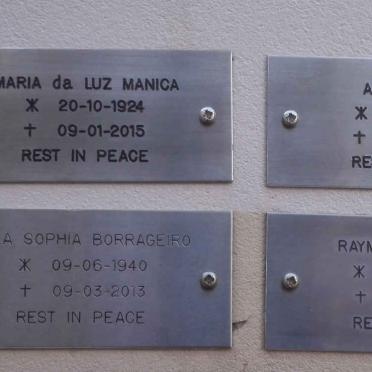 MARIA da LUZ MANICA
20-10-1924
✝ 09-01-2015
REST IN PEACE
A SOPHIA BORRAGEIRO
09-06-1940
✝ 09-03-2013
REST IN PEACE
A
RE
RAYM
RE